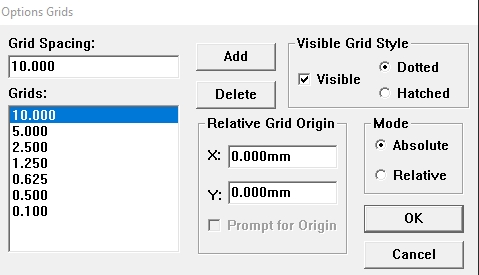 Options Grids
Grid Spacing:
10.000
Grids:
10.000
5.000
2.500
1.250
0.625
0.500
0.100
Add
Delete
Visible Grid Style
Visible
Dotted
Hatched
Relative Grid Origin
X: 0.000mm
Y: 0.000mm
Prompt for Origin
Mode
Absolute
Relative
OK
Cancel